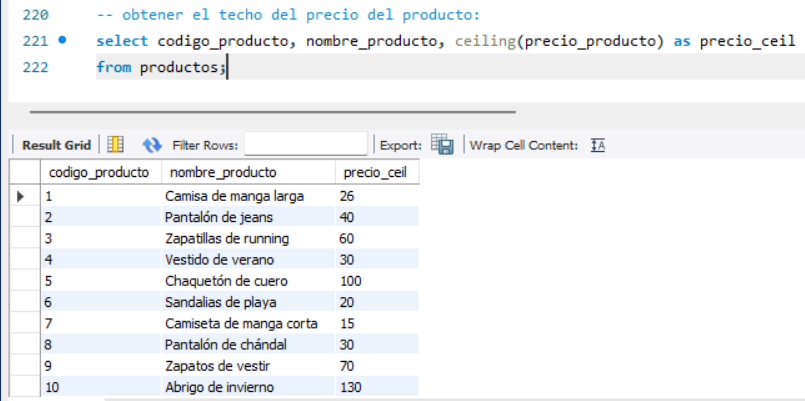 220 -- obtener el techo del precio del producto:
221 select codigo_producto, nombre_producto, ceiling(precio_producto) as precio_ceil
222 from productos;
Result Grid Filter Rows: Export: Wrap Cell Content: IA
codigo_producto nombre_producto precio_ceil
1 Camisa de manga larga 26
2 Pantalón de jeans 40
3 Zapatillas de running 60
4 Vestido de verano 30
5 Chaquetón de cuero 100
6 Sandalias de playa 20
7 Camiseta de manga corta 15
8 Pantalón de chándal 30
9 Zapatos de vestir 70
10 Abrigo de invierno 130